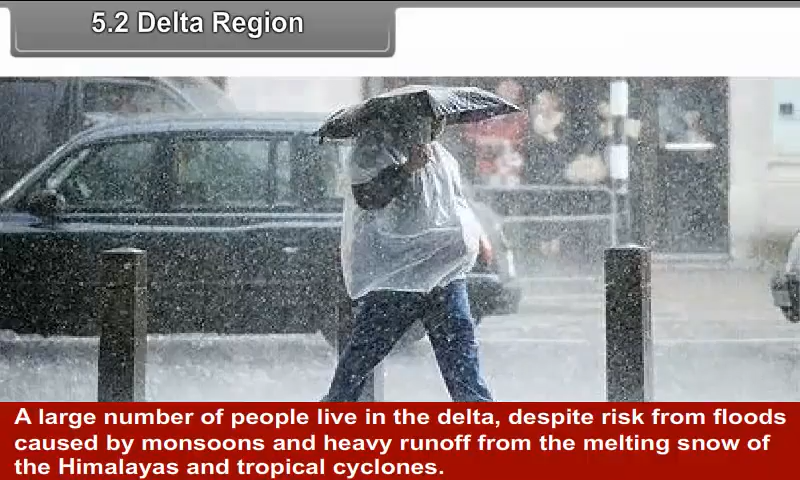 5.2 Delta Region
A large number of people live in the delta, despite risk from floods
caused by monsoons and heavy runoff from the melting snow of
the Himalayas and tropical cyclones.